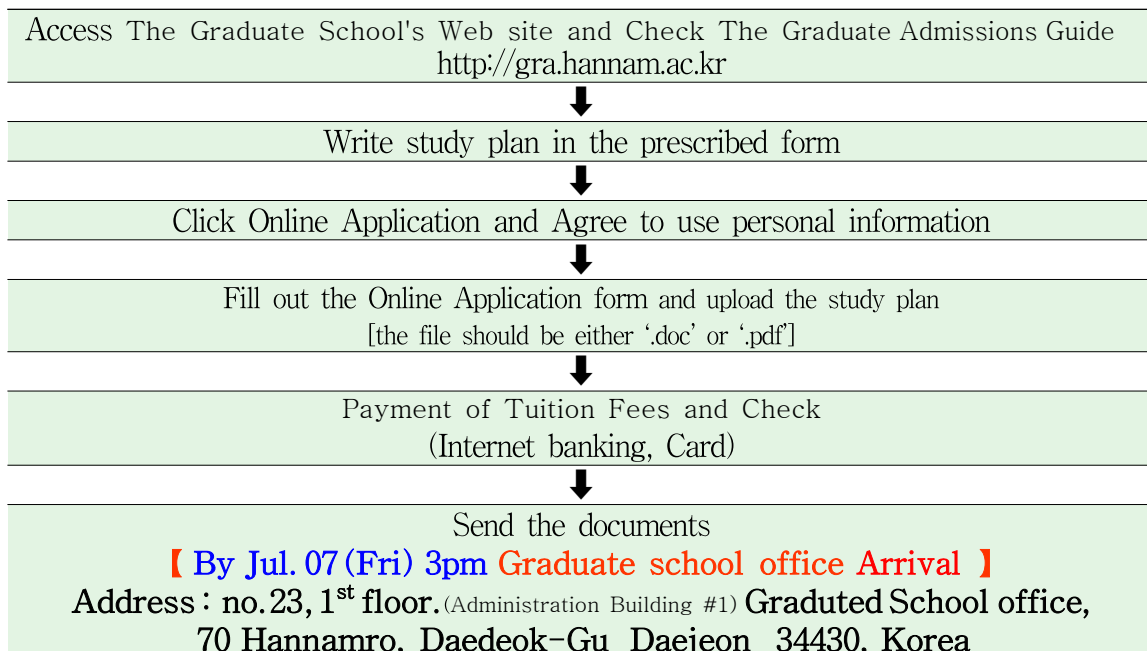 Access The Graduate School's Web site and Check The Graduate Admissions Guide
http://gra.hannam.ac.kr
Write study plan in the prescribed form
Click Online Application and Agree to use personal information
Fill out the Online Application form and upload the study plan
[the file should be either ‘.doc’ or ‘.pdf’]
Payment of Tuition Fees and Check
(Internet banking, Card)
Send the documents
【 By Jul. 07(Fri) 3pm Graduate school office Arrival 】
Address : no.23, 1st floor.(Administration Building #1) Graduted School office,
70 Hannamro, Daedeok-Gu Daejeon 34430, Korea